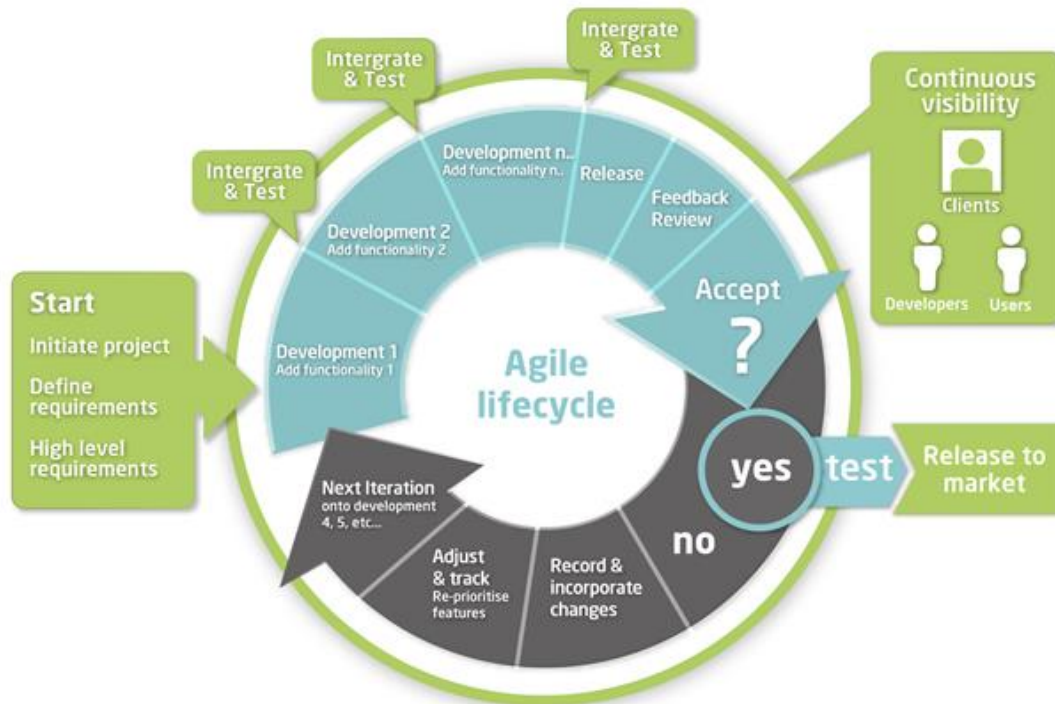 Intergrate
& Test
Intergrate
& Test
Intergrate
& Test
Continuous
visibility
Clients
Developers
Users
Start
Initiate project
Define
requirements
High level
requirements
Development 1
Add functionality 1
Development 2
Add functionality 2
Development n..
Add functionality n..
Release
Feedback
Review
Accept
?
Agile
lifecycle
yes
test
Release to
market
no
Record &
incorporate
changes
Adjust
& track
Re-prioritise
features
Next Iteration
onto development
4, 5, etc...